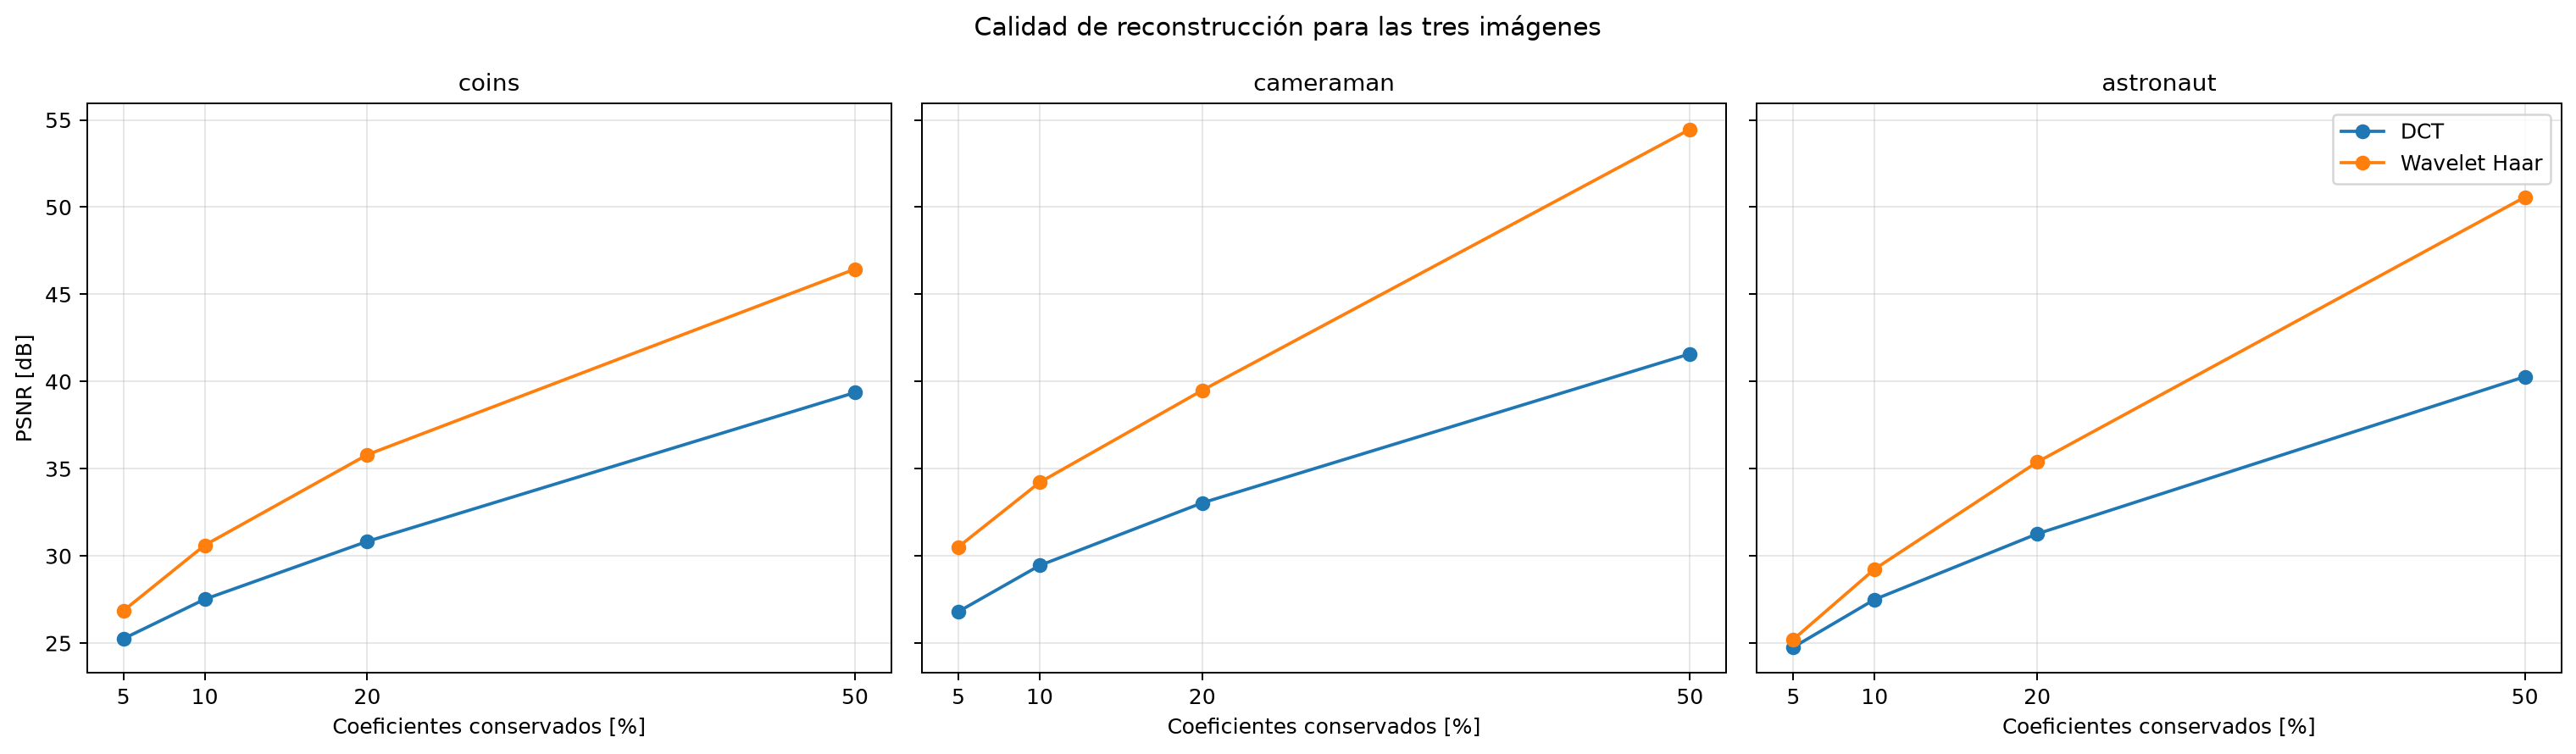 Calidad de reconstrucción para las tres imágenes
coins
cameraman
astronaut
PSNR [dB]
55
50
45
40
35
30
25
DCT
Wavelet Haar
5 10 20 50
5 10 20 50
5 10 20 50
Coeficientes conservados [%]
Coeficientes conservados [%]
Coeficientes conservados [%]